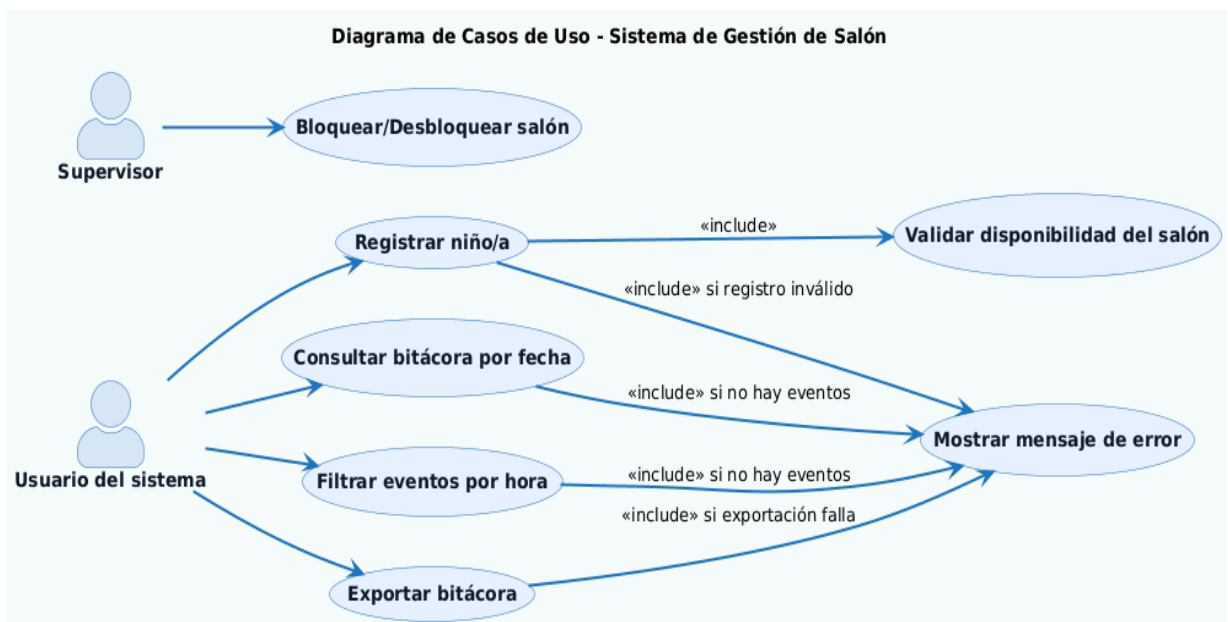 Diagrama de Casos de Uso - Sistema de Gestión de Salón
Bloquear/Desbloquear salón
Supervisor
Registrar niño/a
«include»
Validar disponibilidad del salón
«include» si registro inválido
Consultar bitácora por fecha
«include» si no hay eventos
Mostrar mensaje de error
Usuario del sistema
Filtrar eventos por hora
«include» si no hay eventos
«include» si exportación falla
Exportar bitácora